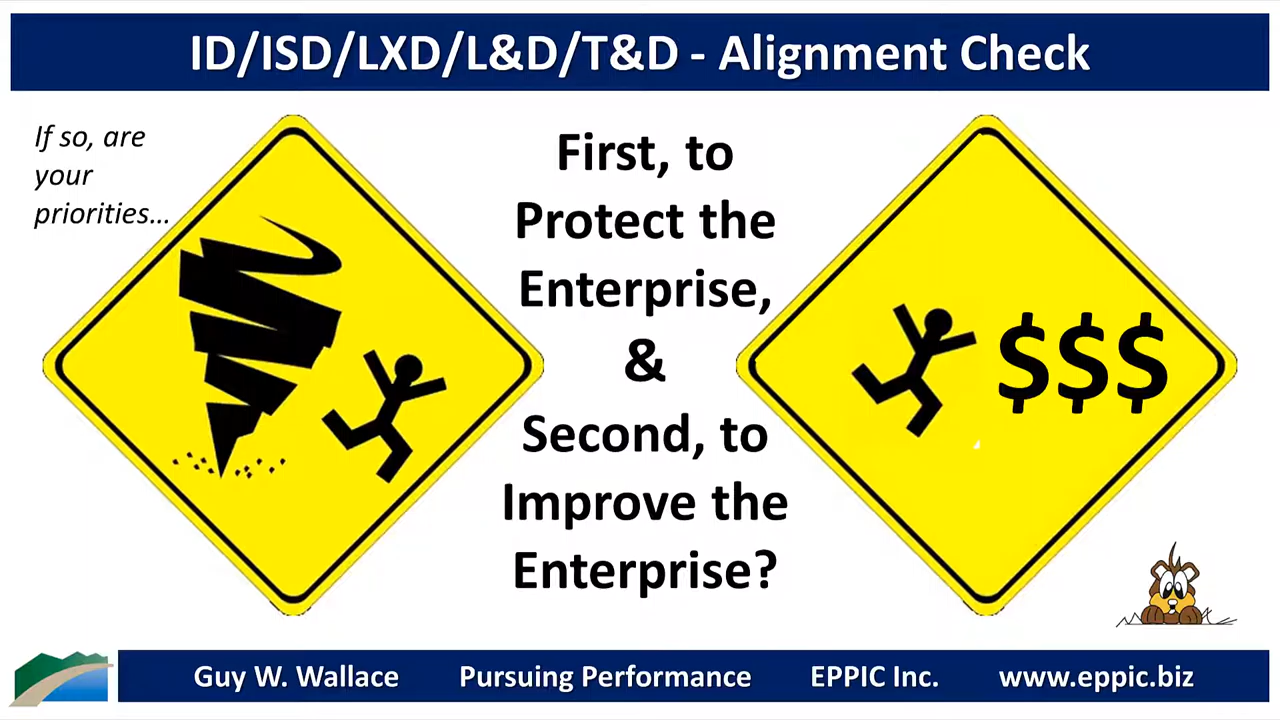 ID/ISD/LXD/L&D/T&D - Alignment Check
If so, are
your
priorities...
First, to
Protect the
Enterprise,
&
Second, to
Improve the
Enterprise?
$$$
Guy W. Wallace Pursuing Performance EPPIC Inc. www.eppic.biz